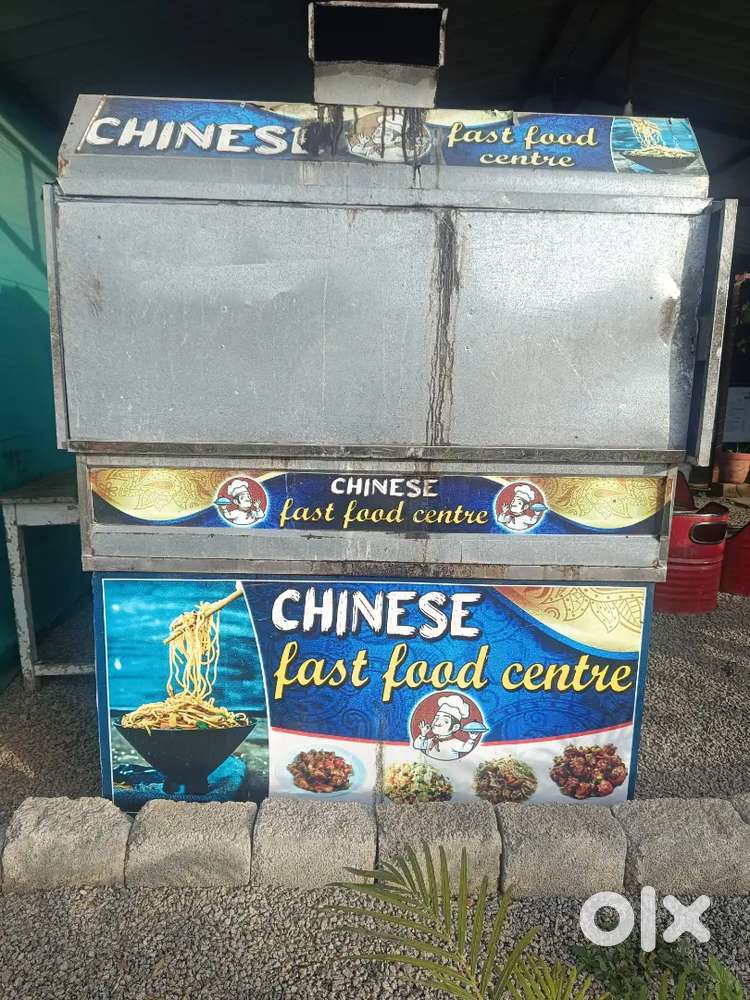 CHINESE
fast food
centre
CHINESE
fast food centre
CHINESE
fast food centre
olx